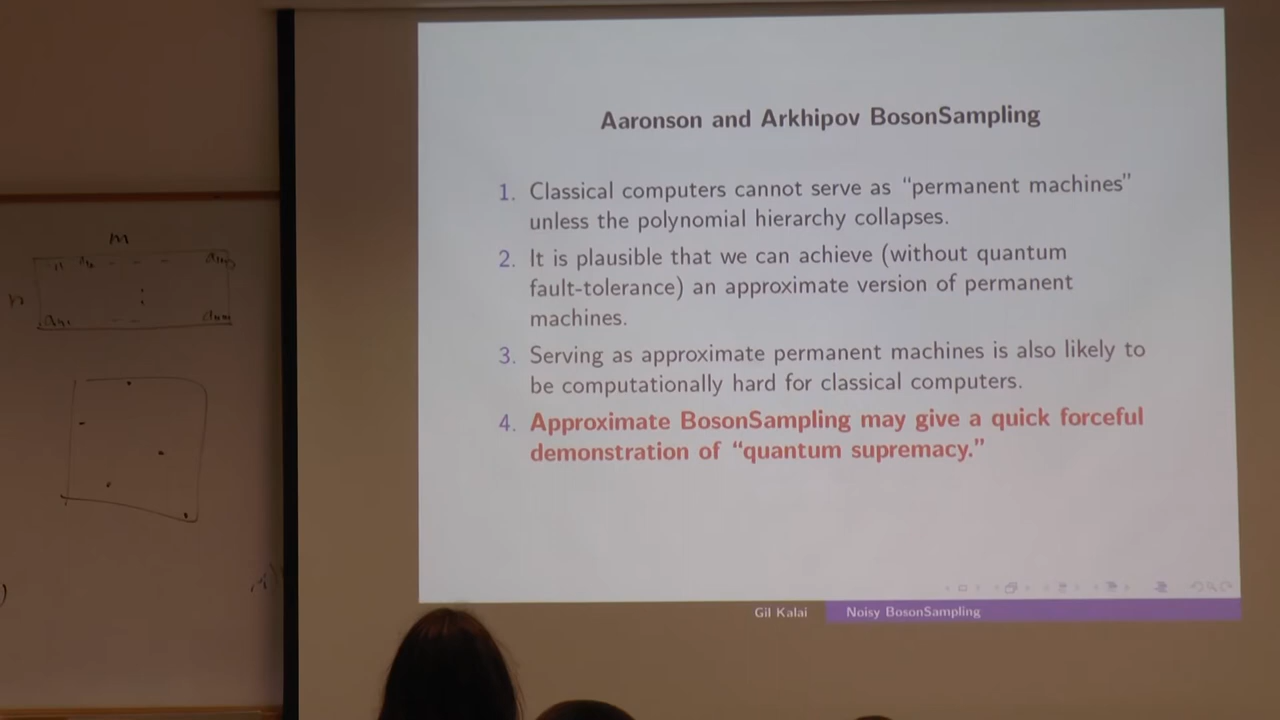 Aaronson and Arkhipov BosonSampling
1. Classical computers cannot serve as “permanent machines”
unless the polynomial hierarchy collapses.
2. It is plausible that we can achieve (without quantum
fault-tolerance) an approximate version of permanent
machines.
3. Serving as approximate permanent machines is also likely to
be computationally hard for classical computers.
4. Approximate BosonSampling may give a quick forceful
demonstration of “quantum supremacy.”
Gil Kalai
Noisy BosonSampling
m
n